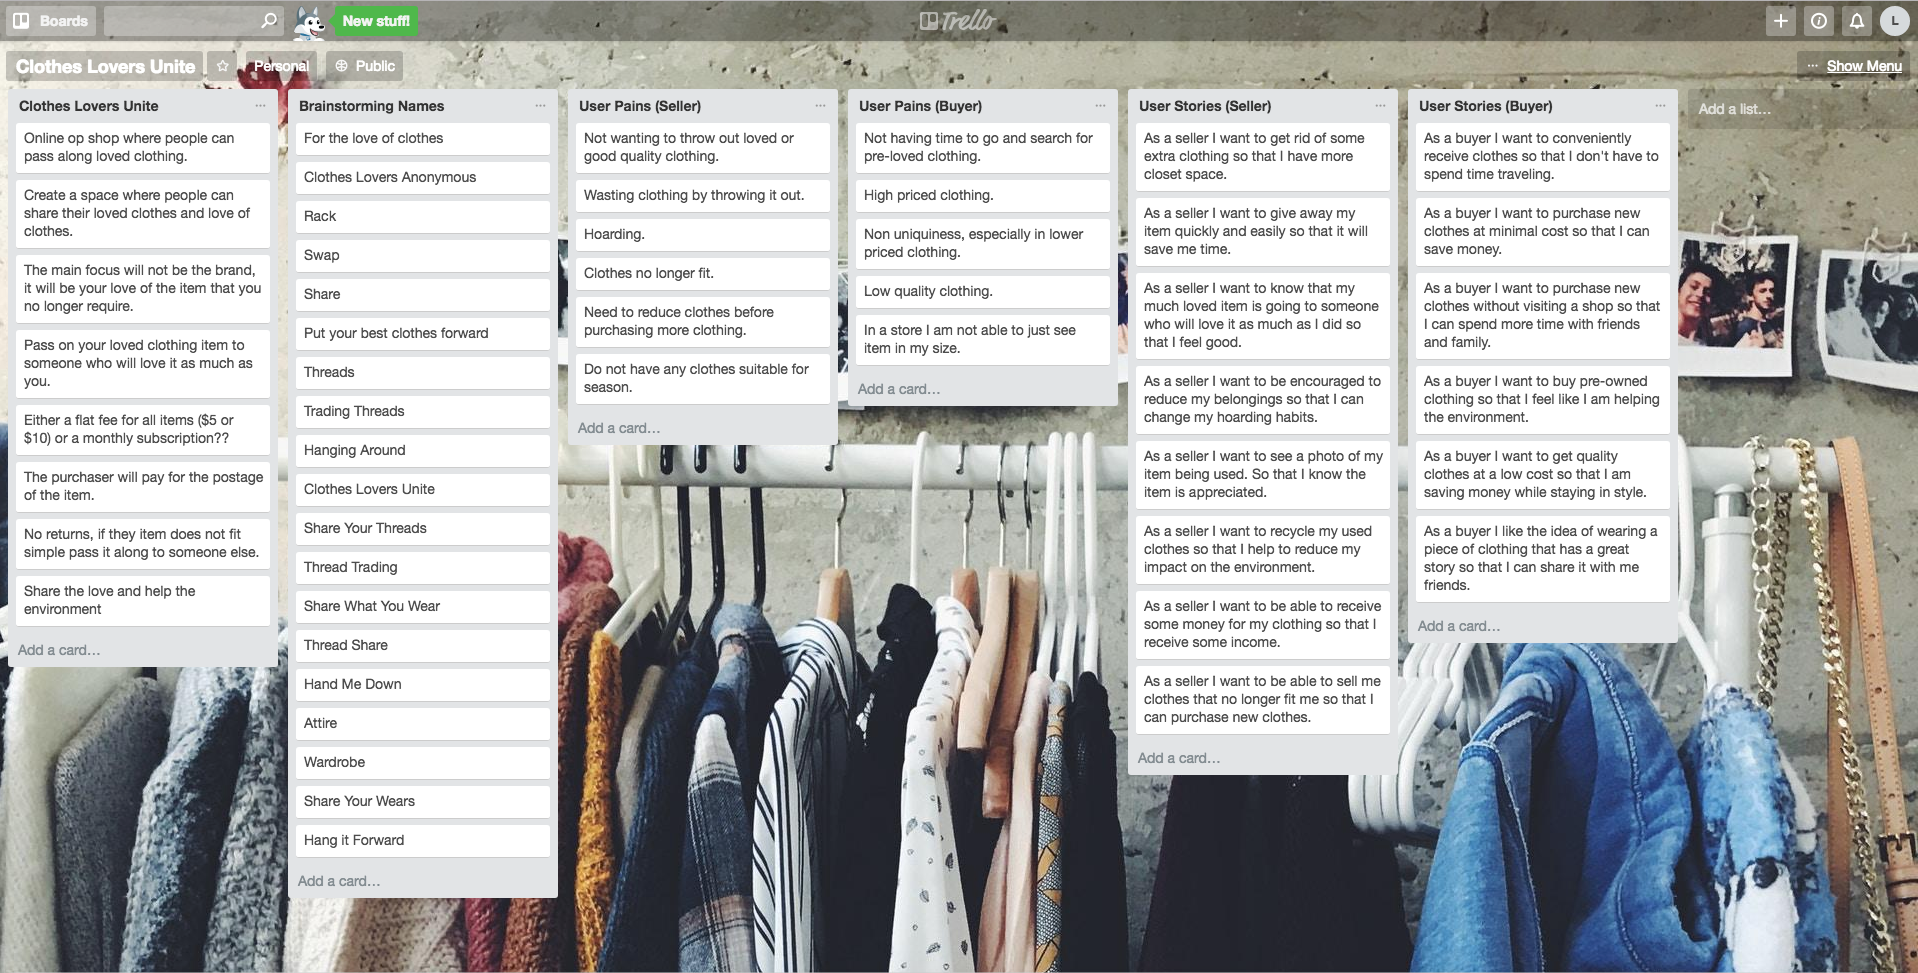 Boards
New stuff!
Trello
L
Clothes Lovers Unite
Personal
Public
... Show Menu
Clothes Lovers Unite
Online op shop where people can
pass along loved clothing.
Create a space where people can
share their loved clothes and love of
clothes.
The main focus will not be the brand,
it will be your love of the item that you
no longer require.
Pass on your loved clothing item to
someone who will love it as much as
you.
Either a flat fee for all items ($5 or
$10) or a monthly subscription??
The purchaser will pay for the postage
of the item.
No returns, if they item does not fit
simple pass it along to someone else.
Share the love and help the
environment
Add a card...
Brainstorming Names
For the love of clothes
Clothes Lovers Anonymous
Rack
Swap
Share
Put your best clothes forward
Threads
Trading Threads
Hanging Around
Clothes Lovers Unite
Share Your Threads
Thread Trading
Share What You Wear
Thread Share
Hand Me Down
Attire
Wardrobe
Share Your Wears
Hang it Forward
Add a card...
User Pains (Seller)
Not wanting to throw out loved or
good quality clothing.
Wasting clothing by throwing it out.
Hoarding.
Clothes no longer fit.
Need to reduce clothes before
purchasing more clothing.
Do not have any clothes suitable for
season.
Add a card...
User Pains (Buyer)
Not having time to go and search for
pre-loved clothing.
High priced clothing.
Non uniquiness, especially in lower
priced clothing.
Low quality clothing.
In a store I am not able to just see
item in my size.
Add a card...
User Stories (Seller)
As a seller I want to get rid of some
extra clothing so that I have more
closet space.
As a seller I want to give away my
item quickly and easily so that it will
save me time.
As a seller I want to know that my
much loved item is going to someone
who will love it as much as I did so
that I feel good.
As a seller I want to be encouraged to
reduce my belongings so that I can
change my hoarding habits.
As a seller I want to see a photo of my
item being used. So that I know the
item is appreciated.
As a seller I want to recycle my used
clothes so that I help to reduce my
impact on the environment.
As a seller I want to be able to receive
some money for my clothing so that I
receive some income.
As a seller I want to be able to sell me
clothes that no longer fit me so that I
can purchase new clothes.
Add a card...
User Stories (Buyer)
As a buyer I want to conveniently
receive clothes so that I don't have to
spend time traveling.
As a buyer I want to purchase new
clothes at minimal cost so that I can
save money.
As a buyer I want to purchase new
clothes without visiting a shop so that
I can spend more time with friends
and family.
As a buyer I want to buy pre-owned
clothing so that I feel like I am helping
the environment.
As a buyer I want to get quality
clothes at a low cost so that I am
saving money while staying in style.
As a buyer I like the idea of wearing a
piece of clothing that has a great
story so that I can share it with me
friends.
Add a card...
Add a list...